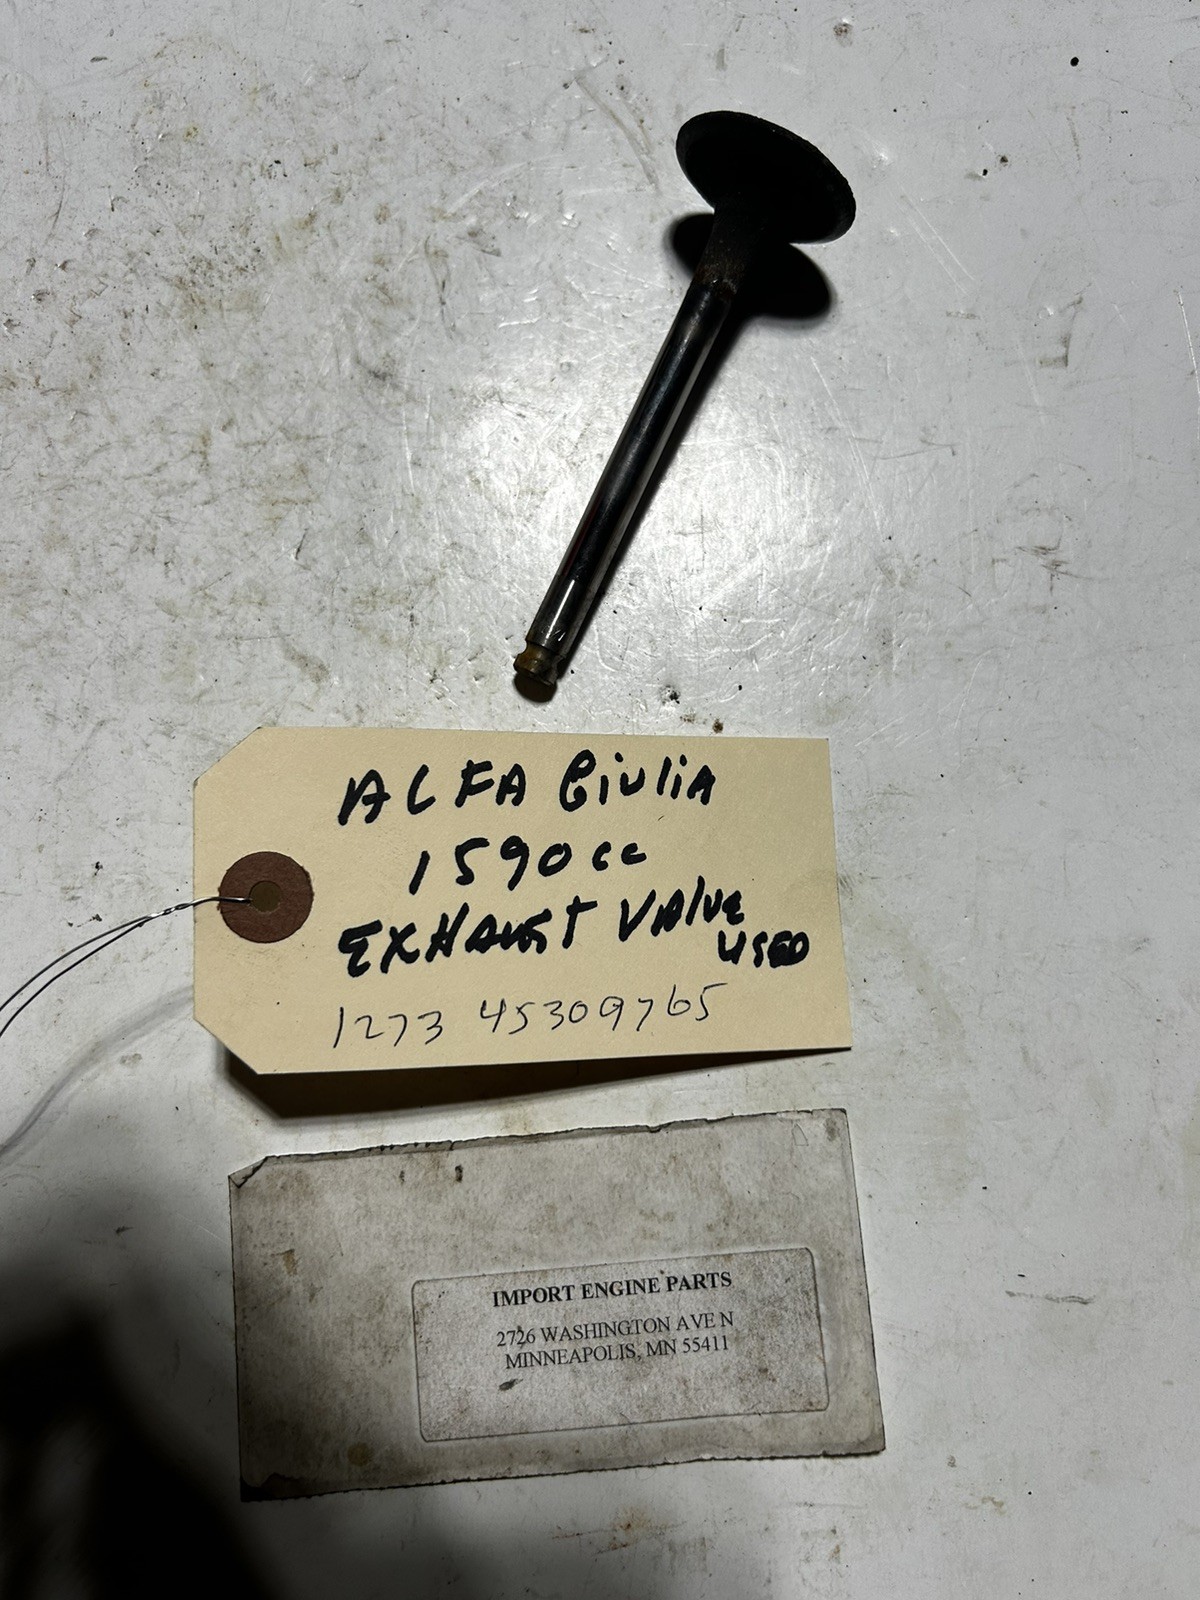 ALFA Giulia
1590cc
EXHAUST VALVE
USED
1273 45309765
IMPORT ENGINE PARTS
2726 WASHINGTON AVE N
MINNEAPOLIS, MN 55411